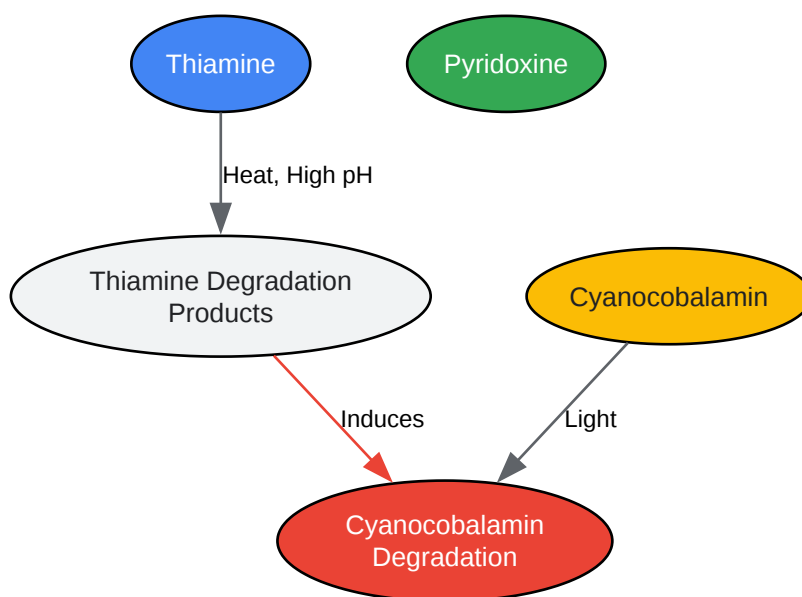 Thiamine
Pyridoxine
Heat, High pH
Thiamine Degradation
Products
Cyanocobalamin
Induces
Light
Cyanocobalamin
Degradation